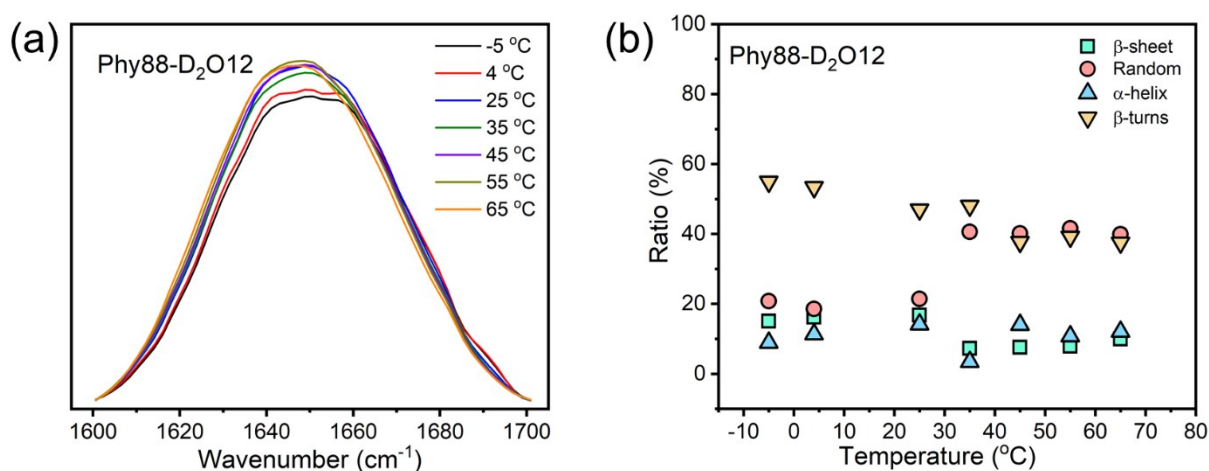 (a)
Phy88-D₂O12
-5 °C
4 °C
25 °C
35 °C
45 °C
55 °C
65 °C
1600 1620 1640 1660 1680 1700
Wavenumber (cm⁻¹)
(b)
Phy88-D₂O12
β-sheet
Random
α-helix
β-turns
Ratio (%)
100
80
60
40
20
0
-10 0 10 20 30 40 50 60 70 80
Temperature (°C)